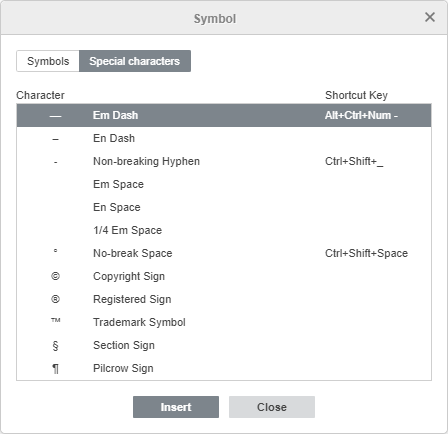 Symbol
Symbols Special characters
Character Shortcut Key
— Em Dash Alt+Ctrl+Num -
– En Dash
- Non-breaking Hyphen Ctrl+Shift+_
Em Space
En Space
1/4 Em Space
° No-break Space Ctrl+Shift+Space
© Copyright Sign
® Registered Sign
™ Trademark Symbol
§ Section Sign
¶ Pilcrow Sign
Insert Close